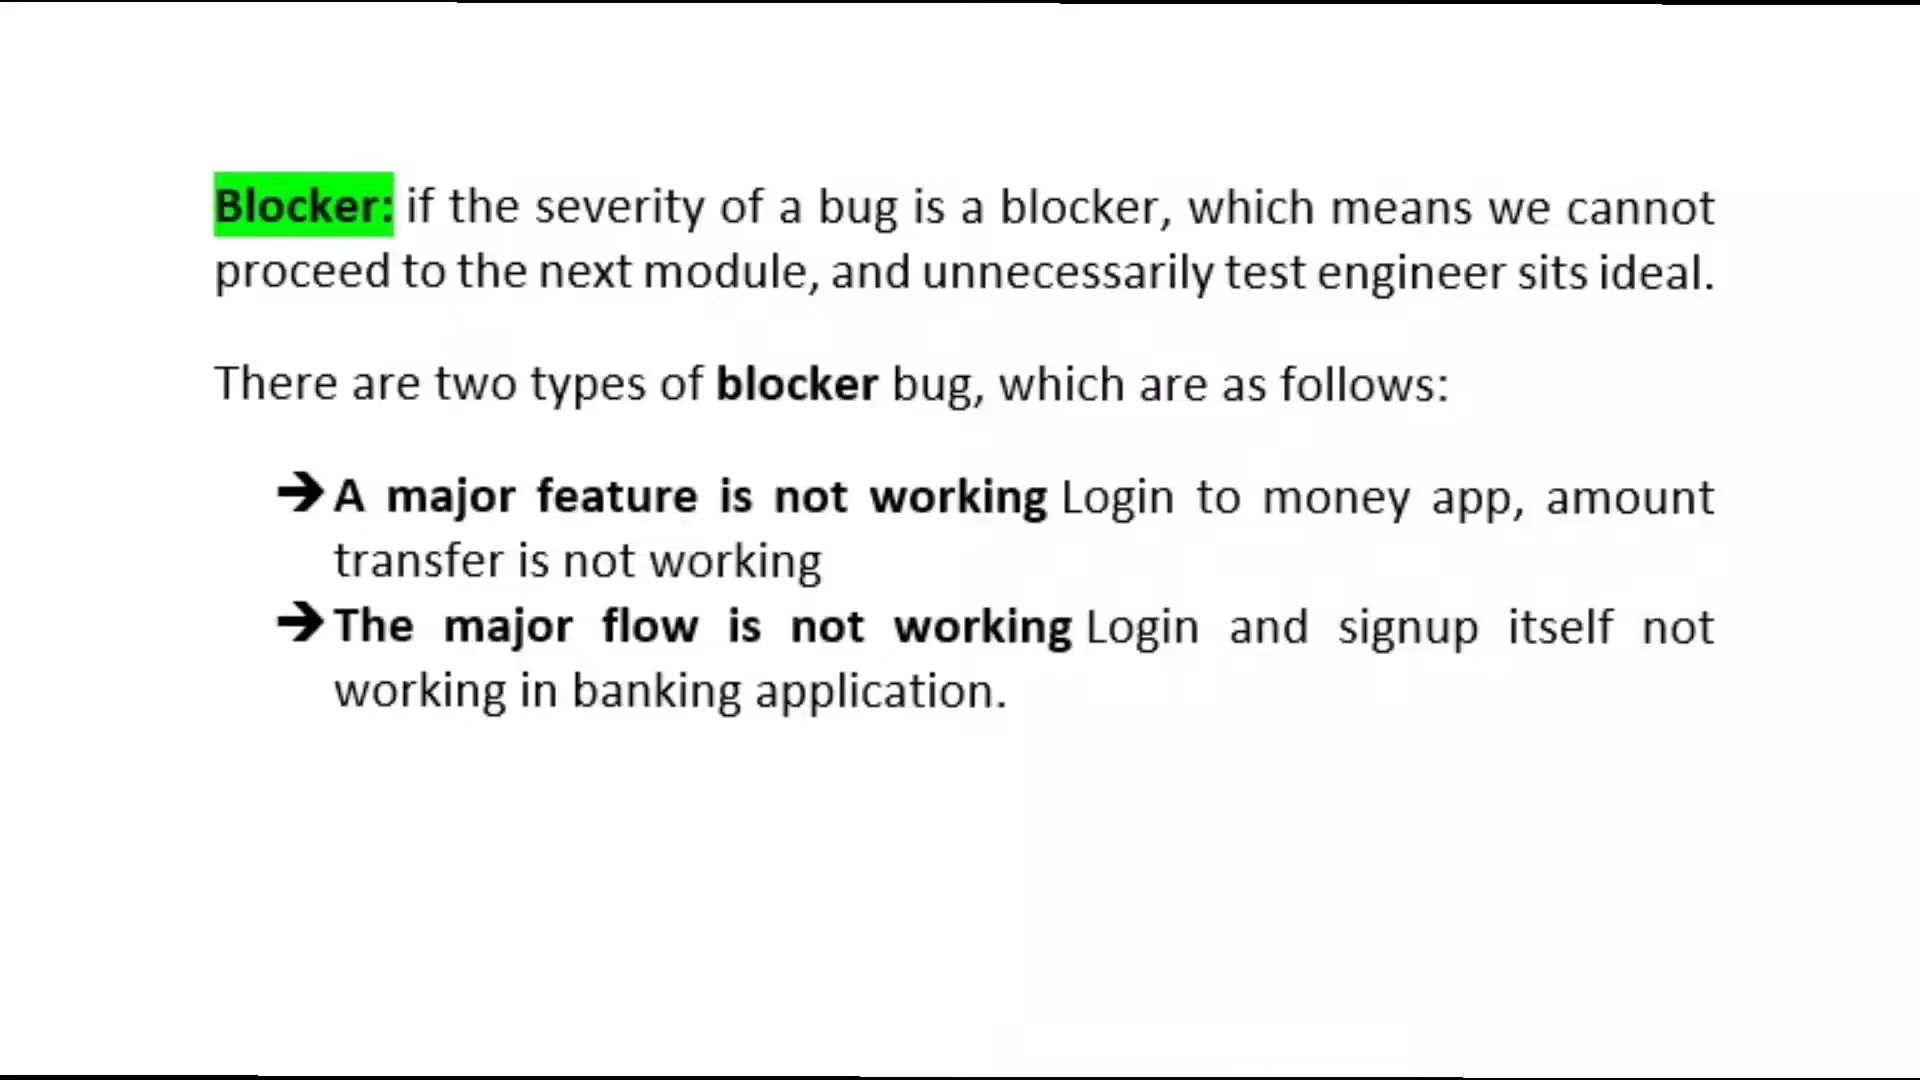 Blocker: if the severity of a bug is a blocker, which means we cannot
proceed to the next module, and unnecessarily test engineer sits ideal.
There are two types of blocker bug, which are as follows:
➔ A major feature is not working Login to money app, amount
transfer is not working
➔ The major flow is not working Login and signup itself not
working in banking application.